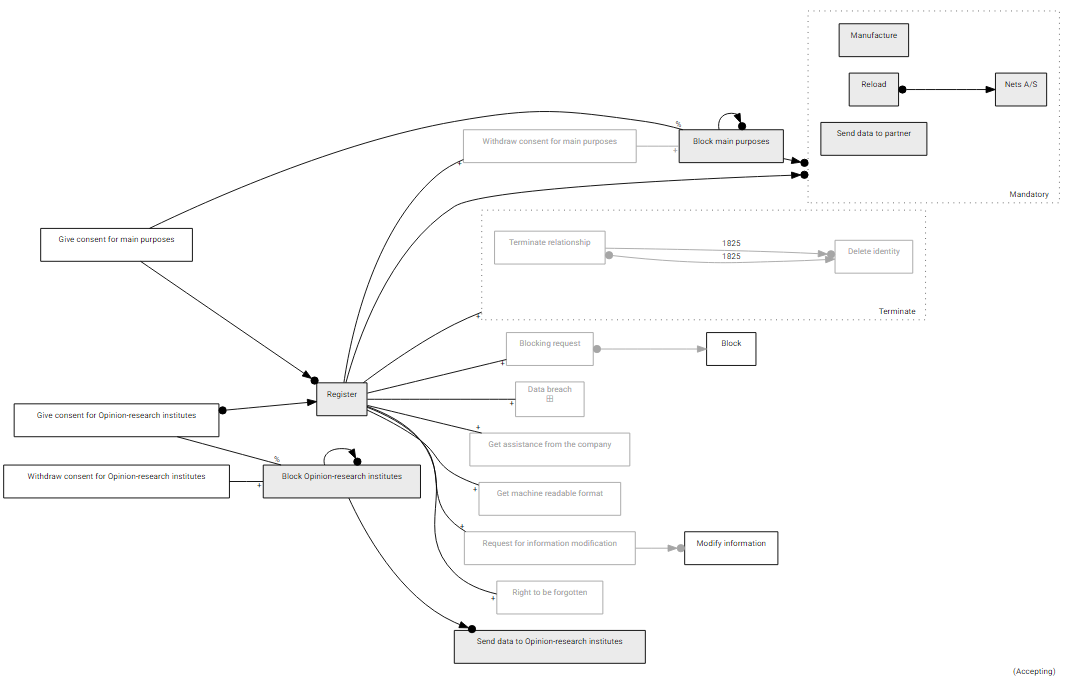 Manufacture
Reload
Nets A/S
Send data to partner
Mandatory
%
Withdraw consent for main purposes
+
Block main purposes
+
Give consent for main purposes
Terminate relationship
1825
1825
Delete identity
Terminate
+
Blocking request
+
Block
Register
Data breach
+
Give consent for Opinion-research institutes
+
Get assistance from the company
%
Withdraw consent for Opinion-research institutes
+
Block Opinion-research institutes
+
Get machine readable format
+
Request for information modification
Modify information
Right to be forgotten
+
Send data to Opinion-research institutes
(Accepting)